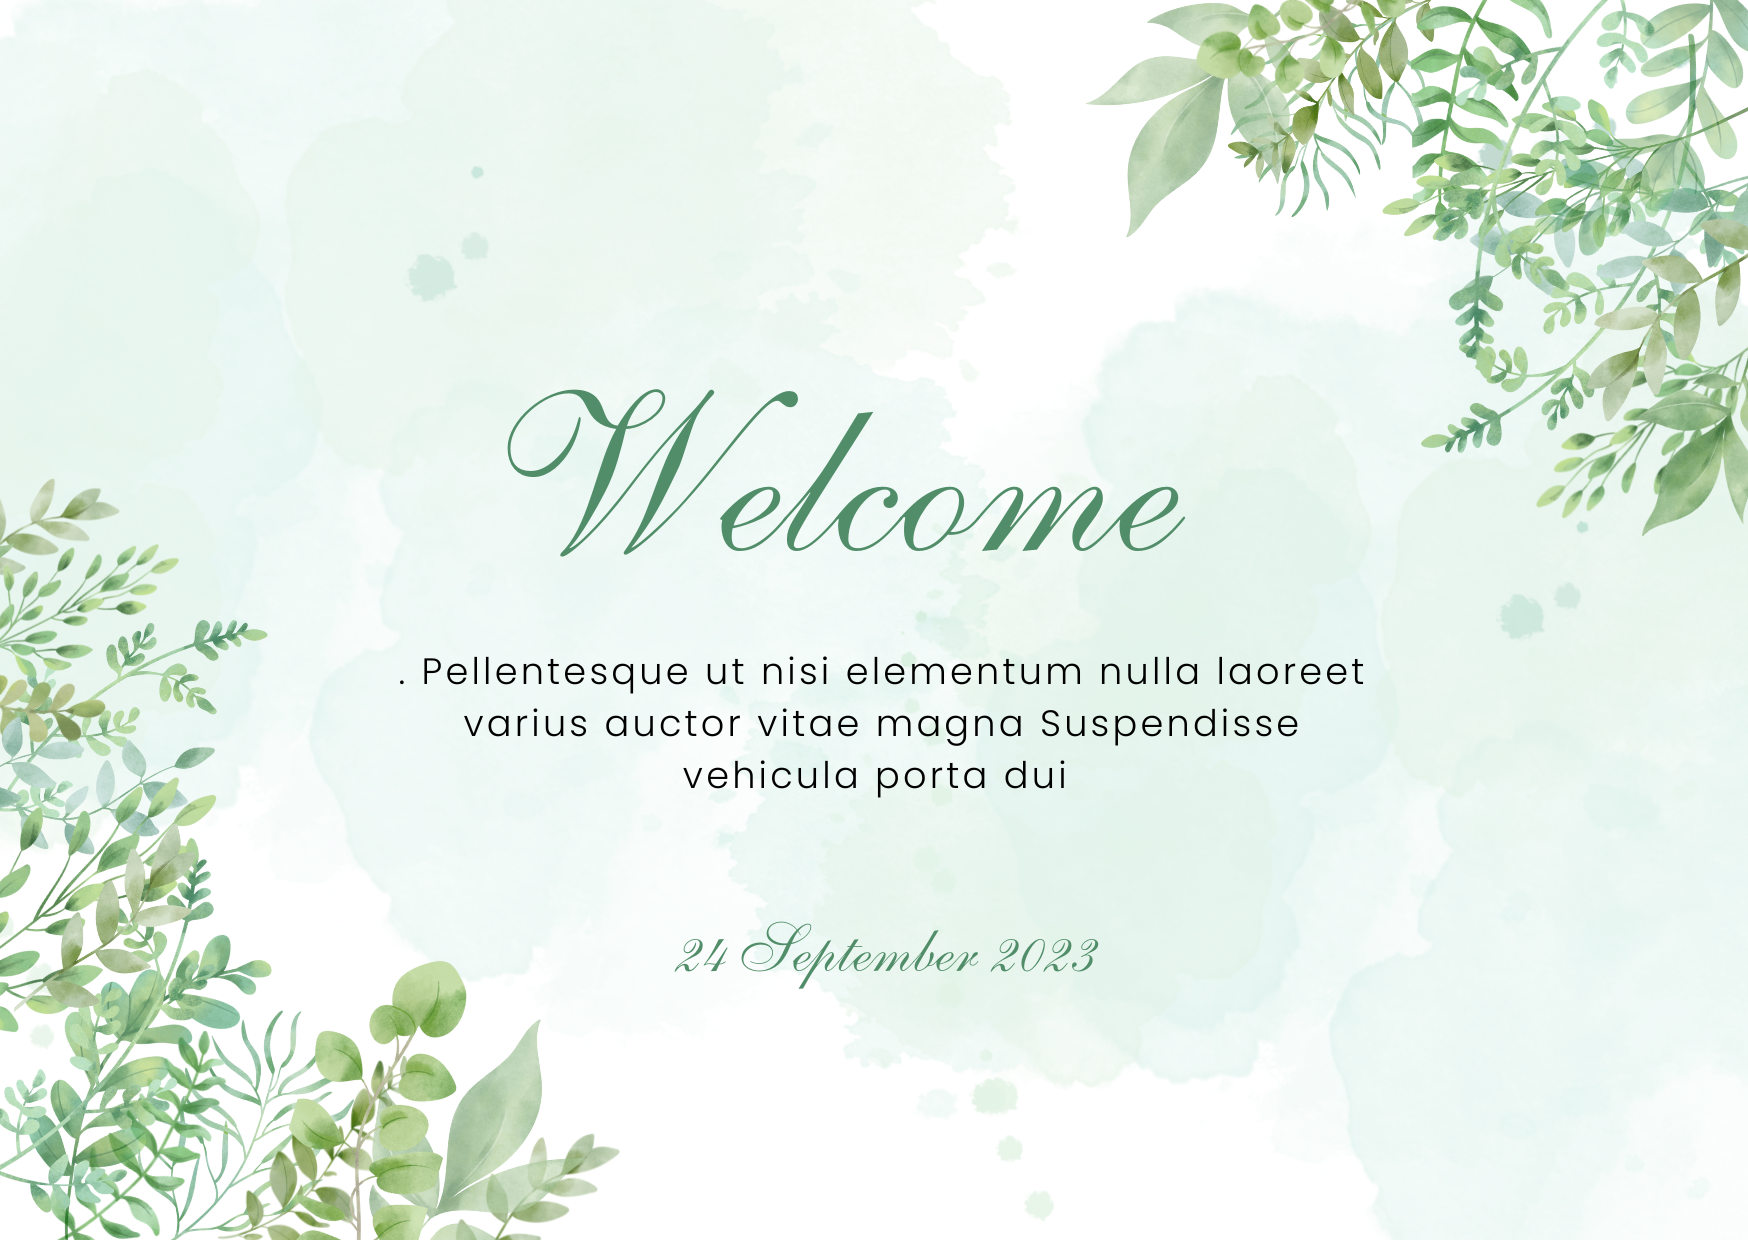 Welcome
. Pellentesque ut nisi elementum nulla laoreet
varius auctor vitae magna Suspendisse
vehicula porta dui
24 September 2023